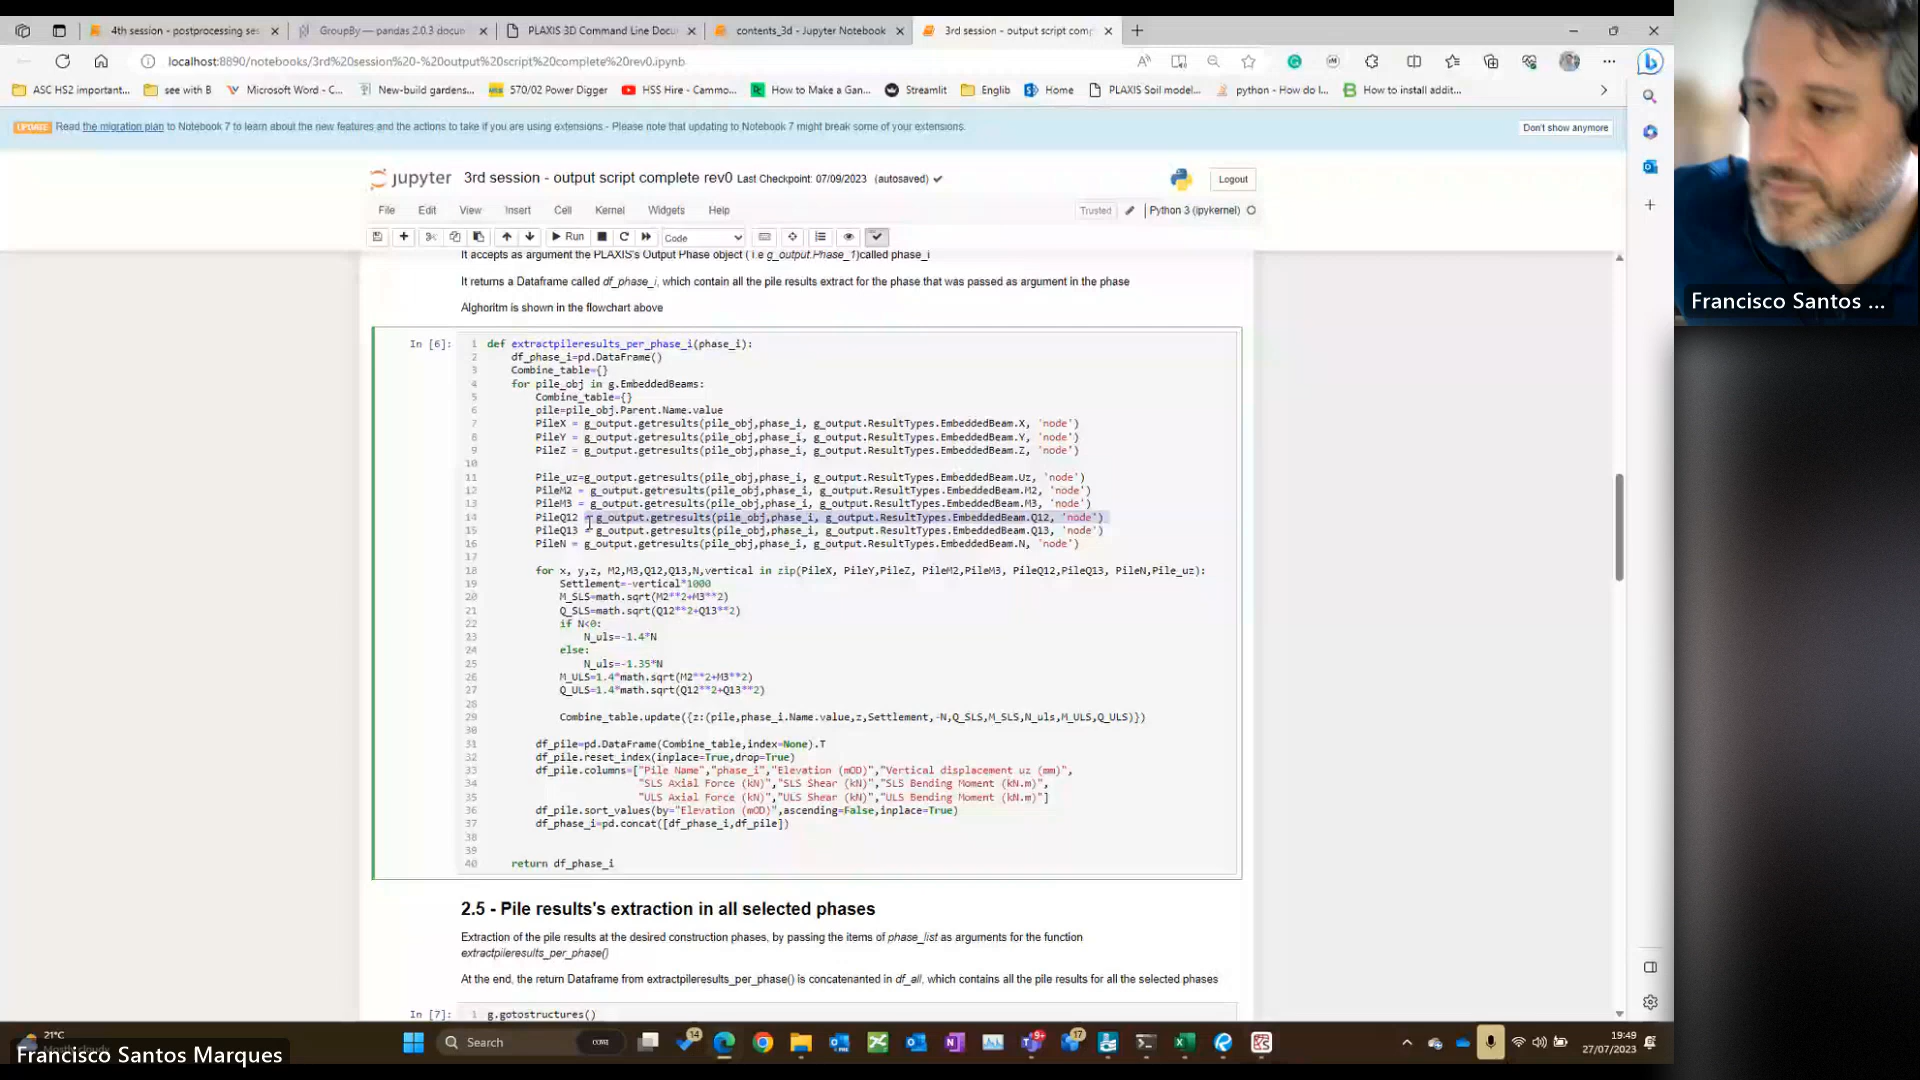 4th session - postprocessing se
GroupBy — pandas 2.0.3 docun
PLAXIS 3D Command Line Docu
contents_3d - Jupyter Notebook
3rd session - output script comp
localhost:8890/notebooks/3rd%20session%20-%20output%20script%20complete%20rev0.ipynb
ASC HS2 important...
see with B
Microsoft Word - C...
New-build gardens...
570/02 Power Digger
HSS Hire - Cammo...
How to Make a Gan...
Streamlit
Englib
Home
PLAXIS Soil model...
python - How do I...
How to install addit...
UPDATE Read the migration plan to Notebook 7 to learn about the new features and the actions to take if you are using extensions - Please note that updating to Notebook 7 might break some of your extensions.
Don't show anymore
jupyter 3rd session - output script complete rev0 Last Checkpoint: 07/09/2023 (autosaved)
Logout
File Edit View Insert Cell Kernel Widgets Help
Trusted Python 3 (ipykernel)
Run Code
It accepts as argument the PLAXIS's Output Phase object ( i.e g_output.Phase_1)called phase_i
It returns a Dataframe called df_phase_i, which contain all the pile results extract for the phase that was passed as argument in the phase
Alghoritm is shown in the flowchart above
In [6]:
1 def extractpileresults_per_phase_i(phase_i):
2 df_phase_i=pd.DataFrame()
3 Combine_table={}
4 for pile_obj in g.EmbeddedBeams:
5 Combine_table={}
6 pile=pile_obj.Parent.Name.value
7 PileX = g_output.getresults(pile_obj,phase_i, g_output.ResultTypes.EmbeddedBeam.X, 'node')
8 PileY = g_output.getresults(pile_obj,phase_i, g_output.ResultTypes.EmbeddedBeam.Y, 'node')
9 PileZ = g_output.getresults(pile_obj,phase_i, g_output.ResultTypes.EmbeddedBeam.Z, 'node')
10
11 Pile_uz=g_output.getresults(pile_obj,phase_i, g_output.ResultTypes.EmbeddedBeam.Uz, 'node')
12 PileM2 = g_output.getresults(pile_obj,phase_i, g_output.ResultTypes.EmbeddedBeam.M2, 'node')
13 PileM3 = g_output.getresults(pile_obj,phase_i, g_output.ResultTypes.EmbeddedBeam.M3, 'node')
14 PileQ12 = g_output.getresults(pile_obj,phase_i, g_output.ResultTypes.EmbeddedBeam.Q12, 'node')
15 PileQ13 = g_output.getresults(pile_obj,phase_i, g_output.ResultTypes.EmbeddedBeam.Q13, 'node')
16 PileN = g_output.getresults(pile_obj,phase_i, g_output.ResultTypes.EmbeddedBeam.N, 'node')
17
18 for x, y,z, M2,M3,Q12,Q13,N,vertical in zip(PileX, PileY,PileZ, PileM2,PileM3, PileQ12,PileQ13, PileN,Pile_uz):
19 Settlement=-vertical*1000
20 M_SLS=math.sqrt(M2**2+M3**2)
21 Q_SLS=math.sqrt(Q12**2+Q13**2)
22 if N<0:
23 N_uls=-1.4*N
24 else:
25 N_uls=-1.35*N
26 M_ULS=1.4*math.sqrt(M2**2+M3**2)
27 Q_ULS=1.4*math.sqrt(Q12**2+Q13**2)
28
29 Combine_table.update({z:(pile,phase_i.Name.value,z,Settlement,-N,Q_SLS,M_SLS,N_uls,M_ULS,Q_ULS)})
30
31 df_pile=pd.DataFrame(Combine_table,index=None).T
32 df_pile.reset_index(inplace=True,drop=True)
33 df_pile.columns=["Pile Name","phase_i","Elevation (mOD)","Vertical displacement uz (mm)",
34 "SLS Axial Force (kN)","SLS Shear (kN)","SLS Bending Moment (kN.m)",
35 "ULS Axial Force (kN)","ULS Shear (kN)","ULS Bending Moment (kN.m)"]
36 df_pile.sort_values(by="Elevation (mOD)",ascending=False,inplace=True)
37 df_phase_i=pd.concat([df_phase_i,df_pile])
38
39
40 return df_phase_i
2.5 - Pile results's extraction in all selected phases
Extraction of the pile results at the desired construction phases, by passing the items of phase_list as arguments for the function
extractpileresults_per_phase()
At the end, the return Dataframe from extractpileresults_per_phase() is concatenanted in df_all, which contains all the pile results for all the selected phases
In [7]:
1 g.gotostructures()
Francisco Santos ...
21°C
Francisco Santos Marques
Search
14
9+
17
19:49
27/07/2023